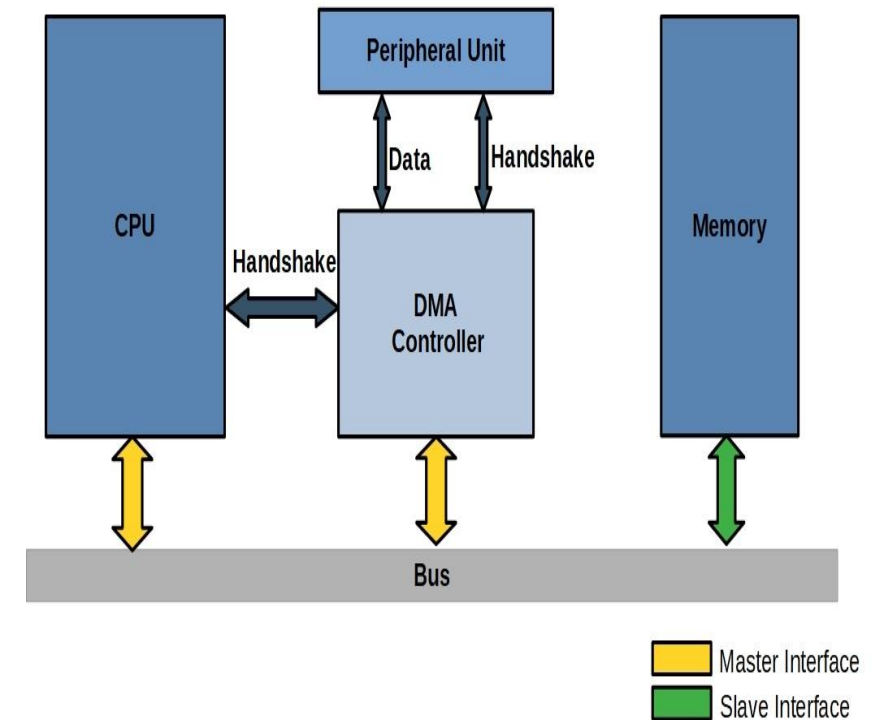 Peripheral Unit
Data
Handshake
CPU
Memory
Handshake
DMA
Controller
Bus
Master Interface
Slave Interface